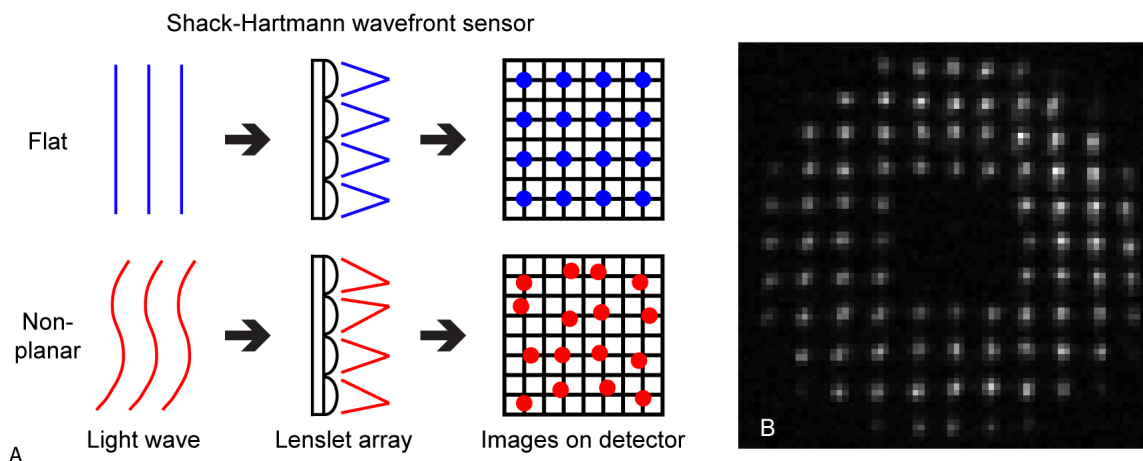 Shack-Hartmann wavefront sensor
Flat
Non-
planar
Light wave
Lenslet array
Images on detector
A
B